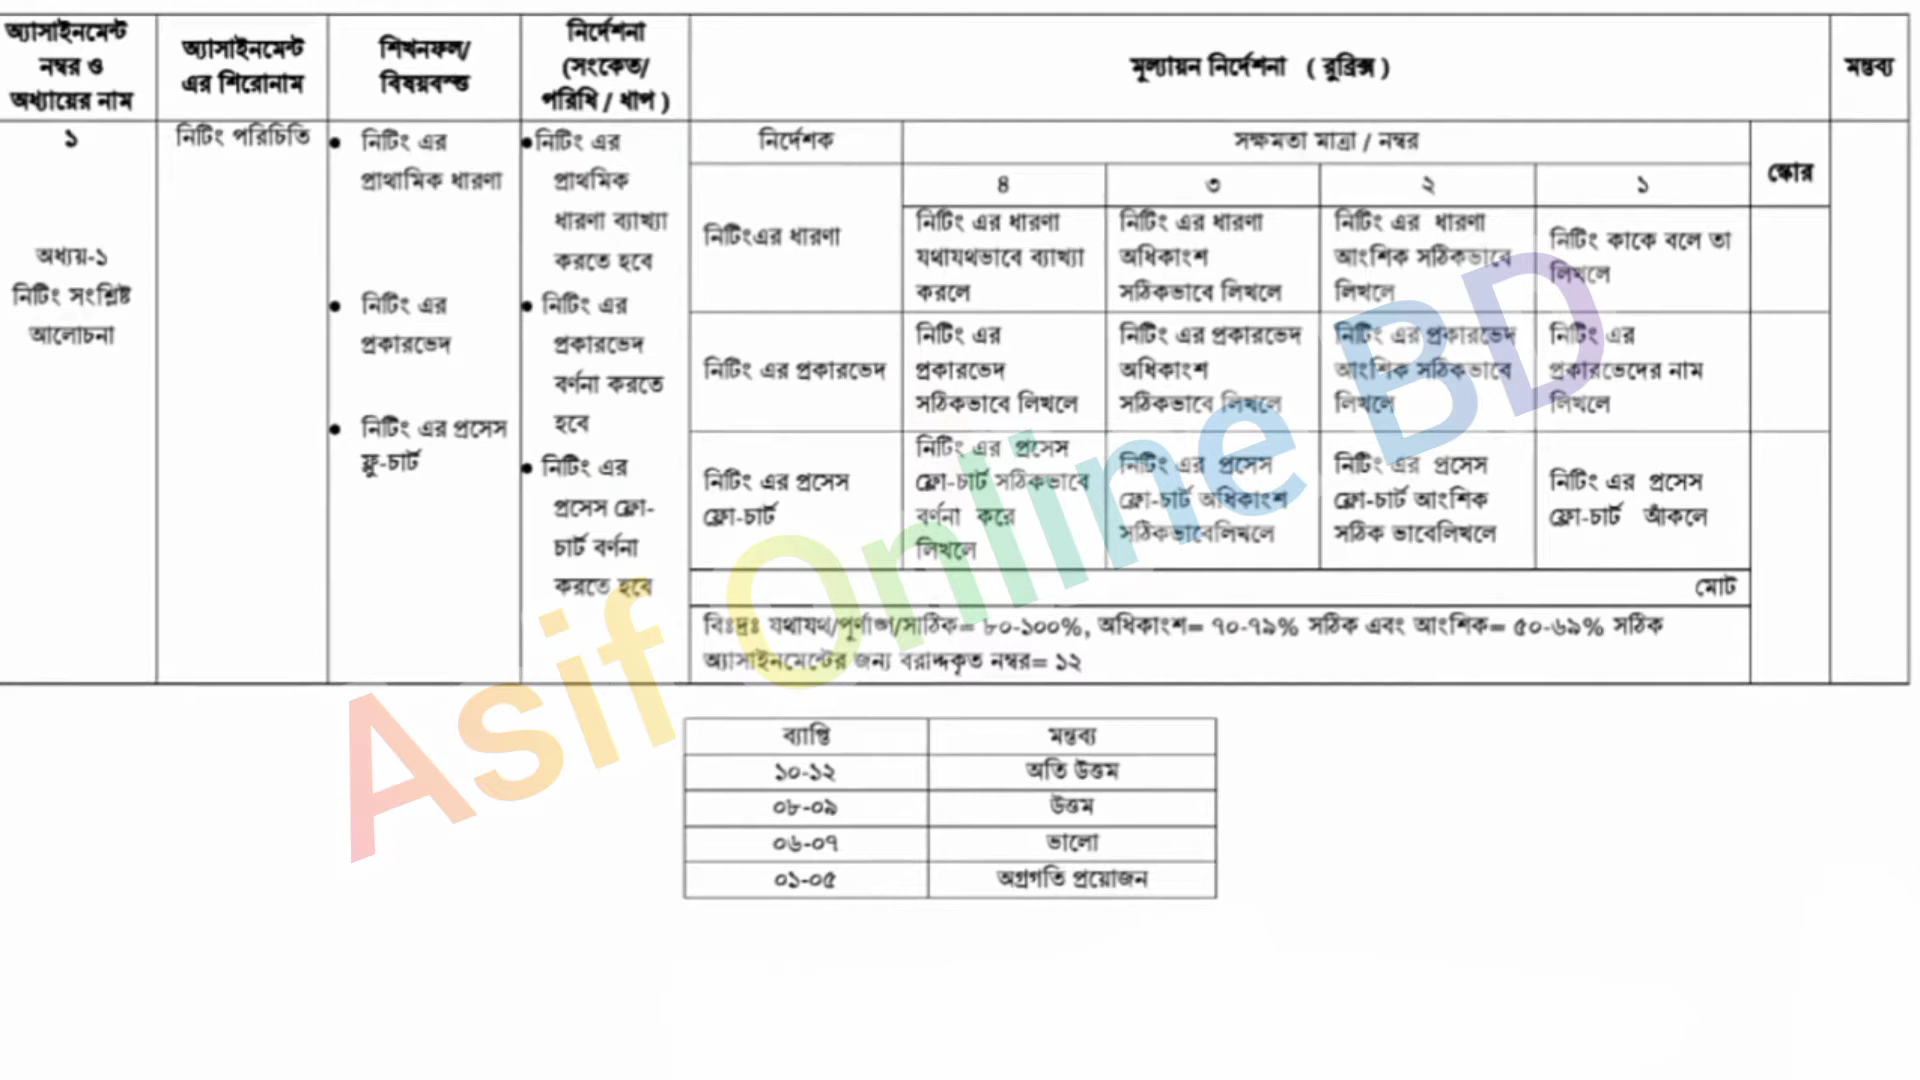 অ্যাসাইনমেন্ট
নম্বর ও
অধ্যায়ের নাম
অ্যাসাইনমেন্ট
এর শিরোনাম
শিখনফল/
বিষয়বস্তু
নির্দেশনা
(সংকেত/
পরিধি / ধাপ )
মূল্যায়ন নির্দেশনা ( রুব্রিক্স )
মন্তব্য
১
অধ্যয়-১
নিটিং সংশ্লিষ্ট
আলোচনা
নিটিং পরিচিতি
● নিটিং এর
প্রাথামিক ধারণা
● নিটিং এর
প্রকারভেদ
● নিটিং এর প্রসেস
ফ্লু-চার্ট
● নিটিং এর
প্রাথমিক
ধারণা ব্যাখ্যা
করতে হবে
● নিটিং এর
প্রকারভেদ
বর্ণনা করতে
হবে
● নিটিং এর
প্রসেস ফ্লো-
চার্ট বর্ণনা
করতে হবে
নির্দেশক
সক্ষমতা মাত্রা / নম্বর
স্কোর
৪
৩
২
১
নিটিংএর ধারণা
নিটিং এর ধারণা
যথাযথভাবে ব্যাখ্যা
করলে
নিটিং এর ধারণা
অধিকাংশ
সঠিকভাবে লিখলে
নিটিং এর ধারণা
আংশিক সঠিকভাবে
লিখলে
নিটিং কাকে বলে তা
লিখলে
নিটিং এর প্রকারভেদ
নিটিং এর
প্রকারভেদ
সঠিকভাবে লিখলে
নিটিং এর প্রকারভেদ
অধিকাংশ
সঠিকভাবে লিখলে
নিটিং এর প্রকারভেদ
আংশিক সঠিকভাবে
লিখলে
নিটিং এর
প্রকারভেদের নাম
লিখলে
নিটিং এর প্রসেস
ফ্লো-চার্ট
নিটিং এর প্রসেস
ফ্লো-চার্ট সঠিকভাবে
বর্ণনা করে
লিখলে
নিটিং এর প্রসেস
ফ্লো-চার্ট অধিকাংশ
সঠিকভাবেলিখলে
নিটিং এর প্রসেস
ফ্লো-চার্ট আংশিক
সঠিক ভাবেলিখলে
নিটিং এর প্রসেস
ফ্লো-চার্ট আঁকলে
মোট
বিঃদ্রঃ যথাযথ/পূর্ণাঙ্গ/সাঠিক= ৮০-১০০%, অধিকাংশ= ৭০-৭৯% সঠিক এবং আংশিক= ৫০-৬৯% সঠিক
অ্যাসাইনমেন্টের জন্য বরাদ্দকৃত নম্বর= ১২
ব্যাপ্তি
মন্তব্য
১০-১২
অতি উত্তম
০৮-০৯
উত্তম
০৬-০৭
ভালো
০১-০৫
অগ্রগতি প্রয়োজন
Asif Online BD